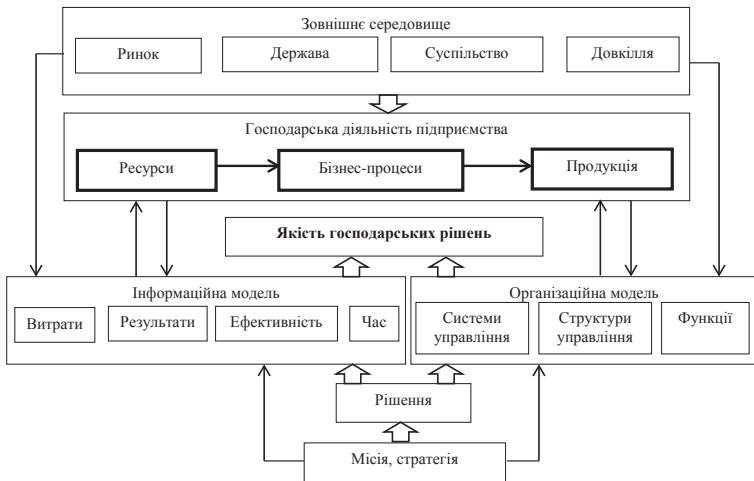 Зовнішнє середовище
Ринок
Держава
Суспільство
Довкілля
Господарська діяльність підприємства
Ресурси
Бізнес-процеси
Продукція
Якість господарських рішень
Інформаційна модель
Витрати
Результати
Ефективність
Час
Організаційна модель
Системи
управління
Структури
управління
Функції
Рішення
Місія, стратегія